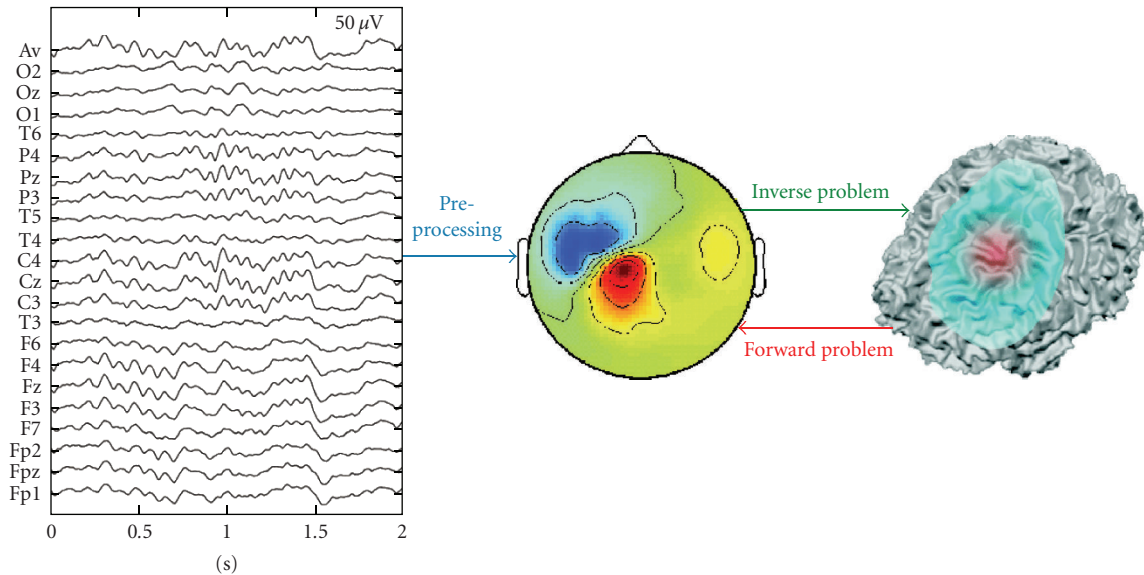 50 μV
Av
O2
Oz
O1
T6
P4
Pz
P3
T5
T4
C4
Cz
C3
T3
F6
F4
Fz
F3
F7
Fp2
Fpz
Fp1
0 0.5 1 1.5 2
(s)
Pre-
processing
Inverse problem
Forward problem